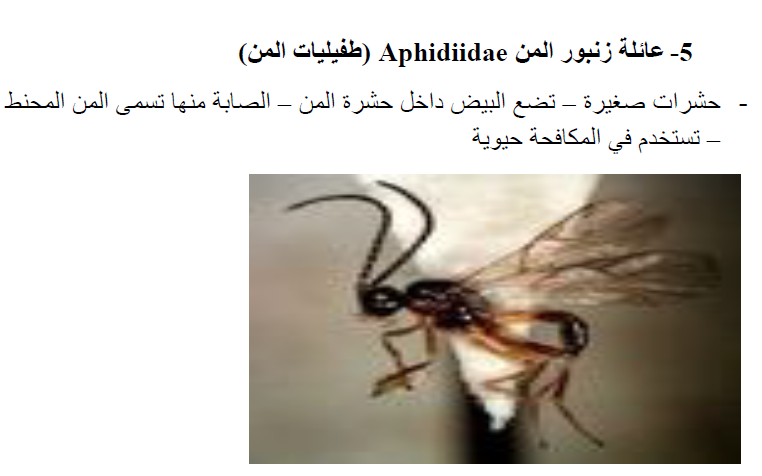 5- عائلة زنبور المن Aphidiidae (طفيليات المن)
- حشرات صغيرة – تضع البيض داخل حشرة المن – الصابة منها تسمى المن المحنط
– تستخدم في المكافحة حيوية